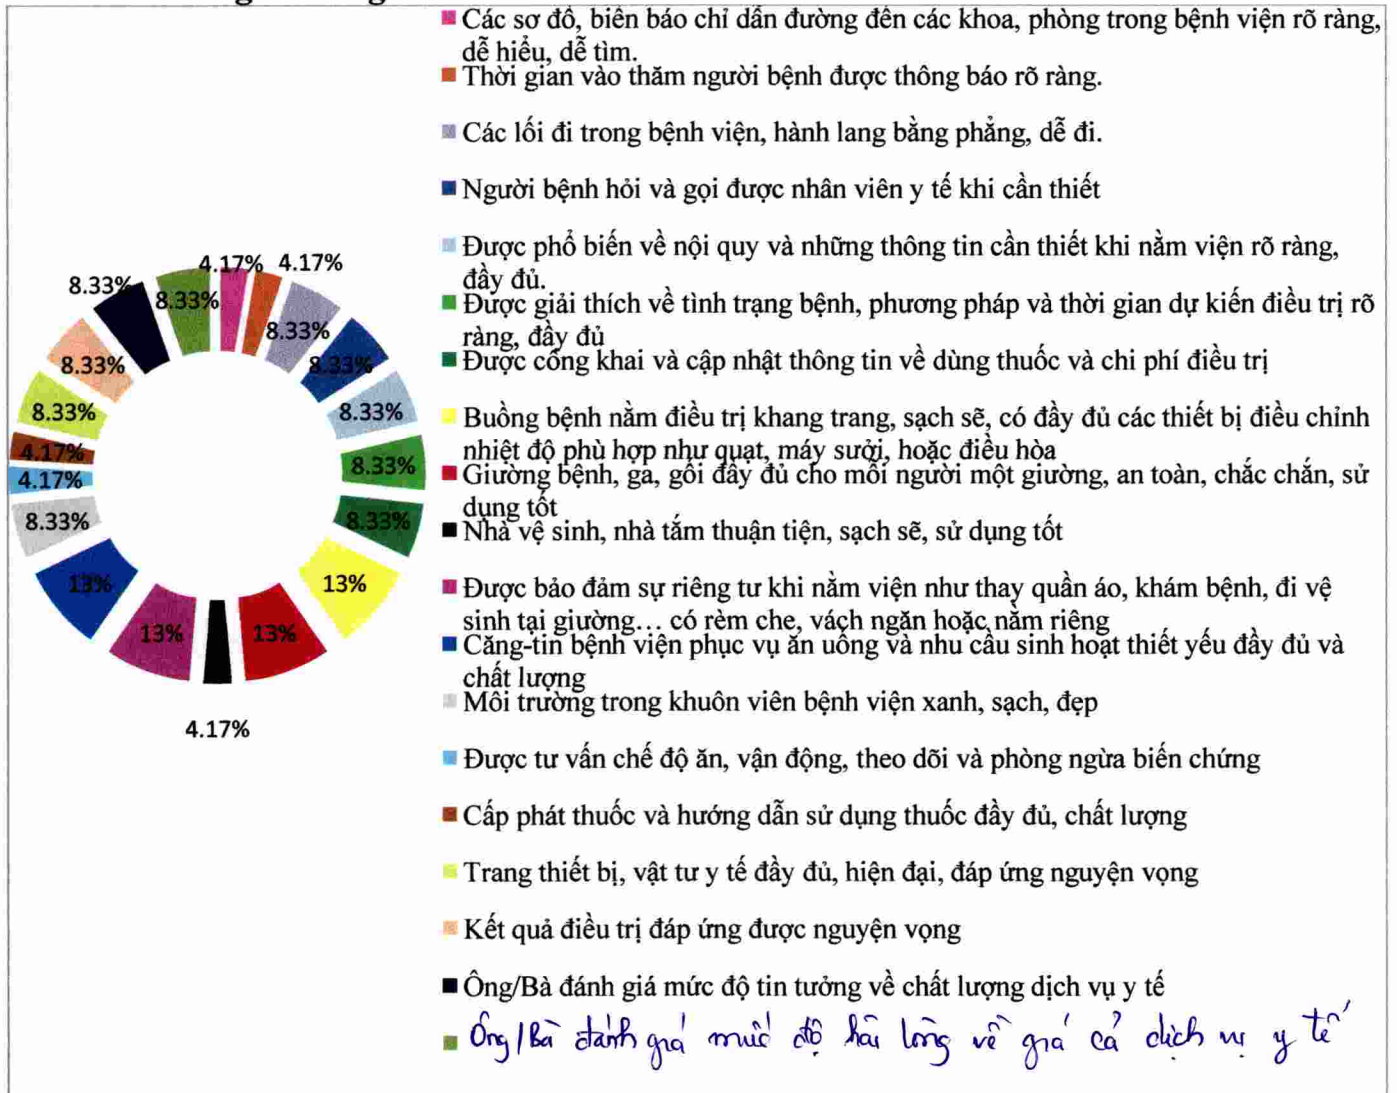 Các sơ đồ, biển báo chỉ dẫn đường đến các khoa, phòng trong bệnh viện rõ ràng,
dễ hiểu, dễ tìm.
Thời gian vào thăm người bệnh được thông báo rõ ràng.
Các lối đi trong bệnh viện, hành lang bằng phẳng, dễ đi.
Người bệnh hỏi và gọi được nhân viên y tế khi cần thiết
Được phổ biến về nội quy và những thông tin cần thiết khi nằm viện rõ ràng,
đầy đủ.
Được giải thích về tình trạng bệnh, phương pháp và thời gian dự kiến điều trị rõ
ràng, đầy đủ
Được công khai và cập nhật thông tin về dùng thuốc và chi phí điều trị
Buồng bệnh nằm điều trị khang trang, sạch sẽ, có đầy đủ các thiết bị điều chỉnh
nhiệt độ phù hợp như quạt, máy sưởi, hoặc điều hòa
Giường bệnh, ga, gối đầy đủ cho mỗi người một giường, an toàn, chắc chắn, sử
dụng tốt
Nhà vệ sinh, nhà tắm thuận tiện, sạch sẽ, sử dụng tốt
Được bảo đảm sự riêng tư khi nằm viện như thay quần áo, khám bệnh, đi vệ
sinh tại giường… có rèm che, vách ngăn hoặc nằm riêng
Căng-tin bệnh viện phục vụ ăn uống và nhu cầu sinh hoạt thiết yếu đầy đủ và
chất lượng
Môi trường trong khuôn viên bệnh viện xanh, sạch, đẹp
Được tư vấn chế độ ăn, vận động, theo dõi và phòng ngừa biến chứng
Cấp phát thuốc và hướng dẫn sử dụng thuốc đầy đủ, chất lượng
Trang thiết bị, vật tư y tế đầy đủ, hiện đại, đáp ứng nguyện vọng
Kết quả điều trị đáp ứng được nguyện vọng
Ông/Bà đánh giá mức độ tin tưởng về chất lượng dịch vụ y tế
Ông/Bà đánh giá mức độ hài lòng về giá cả dịch vụ y tế
4.17%
4.17%
8.33%
8.33%
8.33%
8.33%
8.33%
13%
13%
4.17%
13%
13%
8.33%
4.17%
4.17%
8.33%
8.33%
8.33%
8.33%